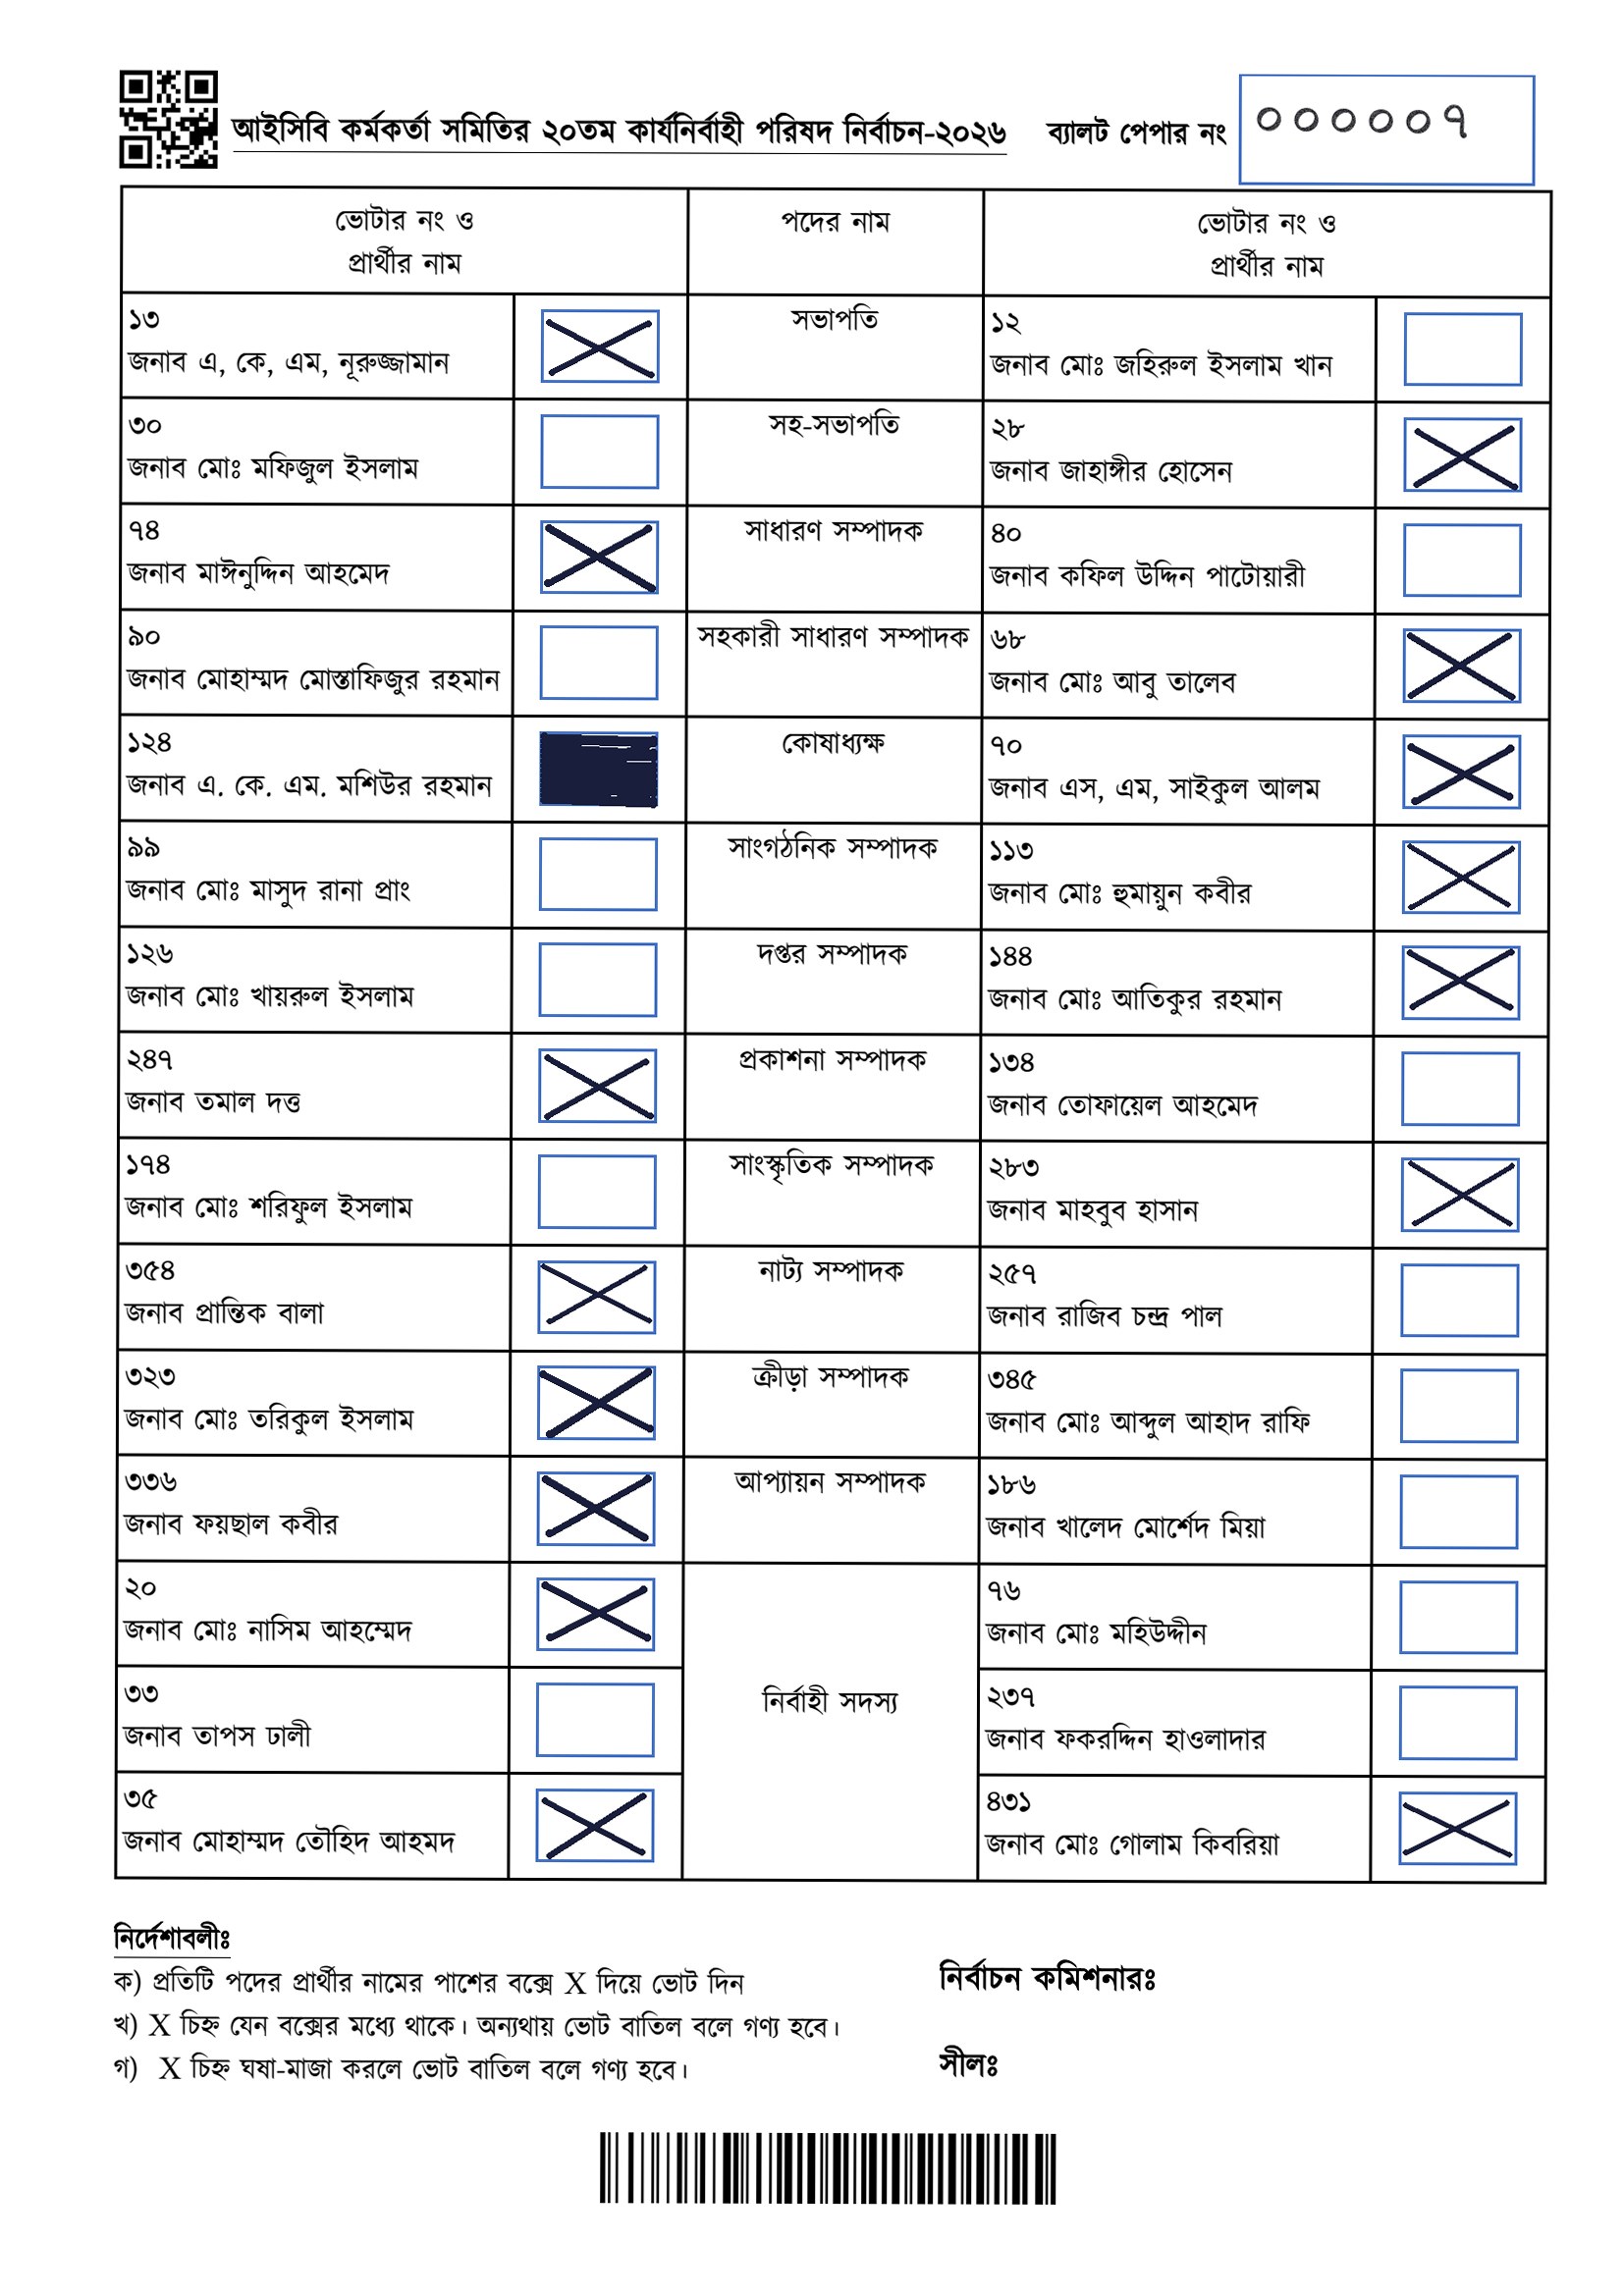 আইসিবি কর্মকর্তা সমিতির ২০তম কার্যনির্বাহী পরিষদ নির্বাচন-২০২৬ ব্যালট পেপার নং ০০০০০৭
ভোটার নং ও
প্রার্থীর নাম
পদের নাম
ভোটার নং ও
প্রার্থীর নাম
১৩
জনাব এ, কে, এম, নূরুজ্জামান
সভাপতি
১২
জনাব মোঃ জহিরুল ইসলাম খান
৩০
জনাব মোঃ মফিজুল ইসলাম
সহ-সভাপতি
২৮
জনাব জাহাঙ্গীর হোসেন
৭৪
জনাব মাঈনুদ্দিন আহমেদ
সাধারণ সম্পাদক
৪০
জনাব কফিল উদ্দিন পাটোয়ারী
৯০
জনাব মোহাম্মদ মোস্তাফিজুর রহমান
সহকারী সাধারণ সম্পাদক
৬৮
জনাব মোঃ আবু তালেব
১২৪
জনাব এ. কে. এম. মশিউর রহমান
কোষাধ্যক্ষ
৭০
জনাব এস, এম, সাইকুল আলম
৯৯
জনাব মোঃ মাসুদ রানা প্রাং
সাংগঠনিক সম্পাদক
১১৩
জনাব মোঃ হুমায়ুন কবীর
১২৬
জনাব মোঃ খায়রুল ইসলাম
দপ্তর সম্পাদক
১৪৪
জনাব মোঃ আতিকুর রহমান
২৪৭
জনাব তমাল দত্ত
প্রকাশনা সম্পাদক
১৩৪
জনাব তোফায়েল আহমেদ
১৭৪
জনাব মোঃ শরিফুল ইসলাম
সাংস্কৃতিক সম্পাদক
২৮৩
জনাব মাহবুব হাসান
৩৫৪
জনাব প্রান্তিক বালা
নাট্য সম্পাদক
২৫৭
জনাব রাজিব চন্দ্র পাল
৩২৩
জনাব মোঃ তরিকুল ইসলাম
ক্রীড়া সম্পাদক
৩৪৫
জনাব মোঃ আব্দুল আহাদ রাফি
৩৩৬
জনাব ফয়ছাল কবীর
আপ্যায়ন সম্পাদক
১৮৬
জনাব খালেদ মোর্শেদ মিয়া
২০
জনাব মোঃ নাসিম আহম্মেদ
নির্বাহী সদস্য
৭৬
জনাব মোঃ মহিউদ্দীন
৩৩
জনাব তাপস ঢালী
২৩৭
জনাব ফকরদ্দিন হাওলাদার
৩৫
জনাব মোহাম্মদ তৌহিদ আহমদ
৪৩১
জনাব মোঃ গোলাম কিবরিয়া
নির্দেশাবলীঃ
ক) প্রতিটি পদের প্রার্থীর নামের পাশের বক্সে X দিয়ে ভোট দিন
খ) X চিহ্ন যেন বক্সের মধ্যে থাকে। অন্যথায় ভোট বাতিল বলে গণ্য হবে।
গ) X চিহ্ন ঘষা-মাজা করলে ভোট বাতিল বলে গণ্য হবে।
নির্বাচন কমিশনারঃ
সীলঃ